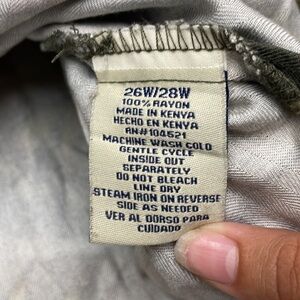 26W/28W
100% RAYON
MADE IN KENYA
HECHO EN KENYA
RN# 104521
MACHINE WASH COLD
GENTLE CYCLE
INSIDE OUT
SEPARATELY
DO NOT BLEACH
LINE DRY
STEAM IRON ON REVERSE
SIDE AS NEEDED
VER AL DORSO PARA
CUIDADO